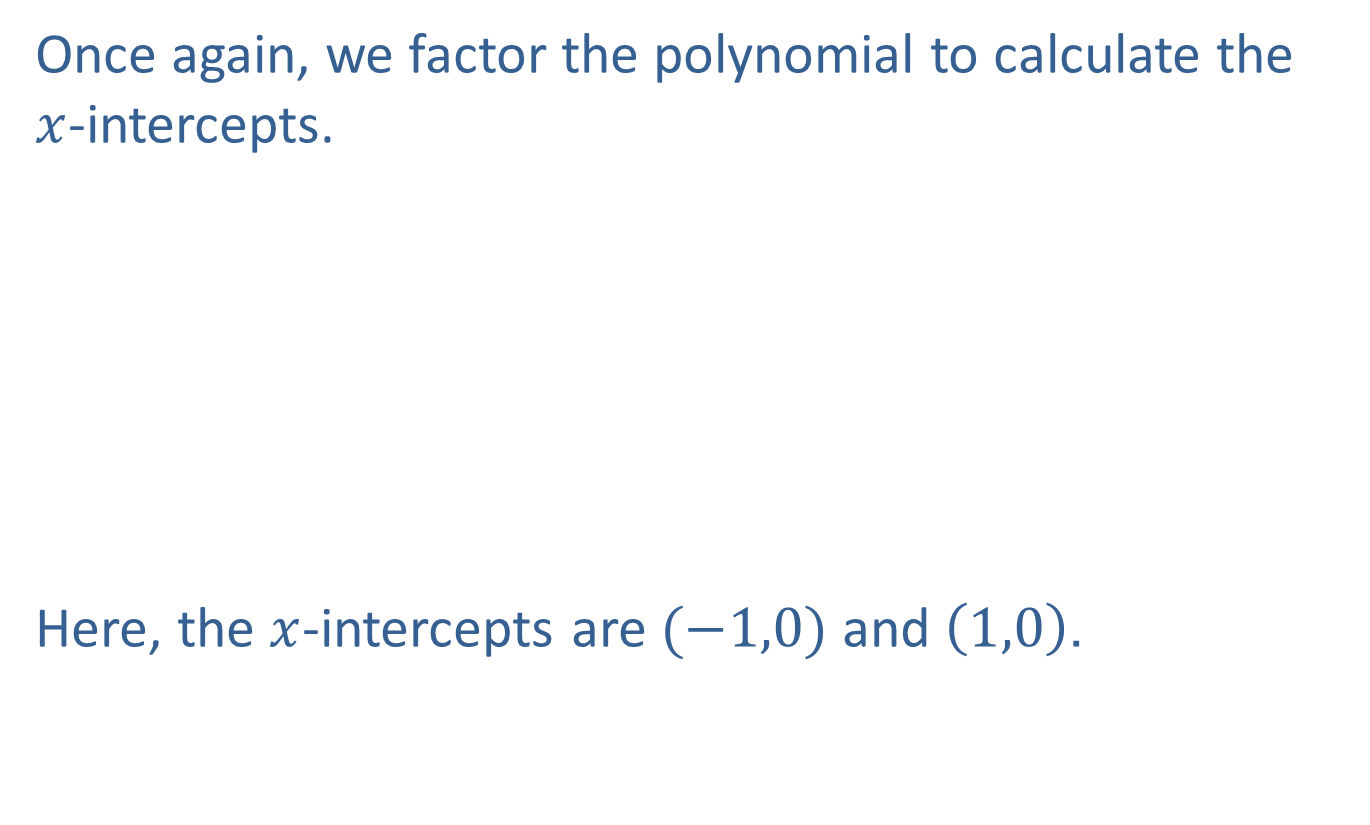 Once again, we factor the polynomial to calculate the
x-intercepts.
Here, the x-intercepts are (−1,0) and (1,0).